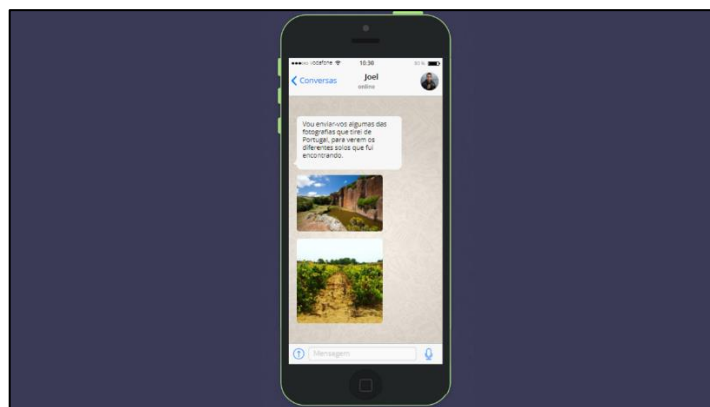 vodafone 10:36
Conversas
Joel
online
Vou enviar-vos algumas das
fotografias que tirei de
Portugal, para verem os
diferentes solos que fui
encontrando.
Mensagem